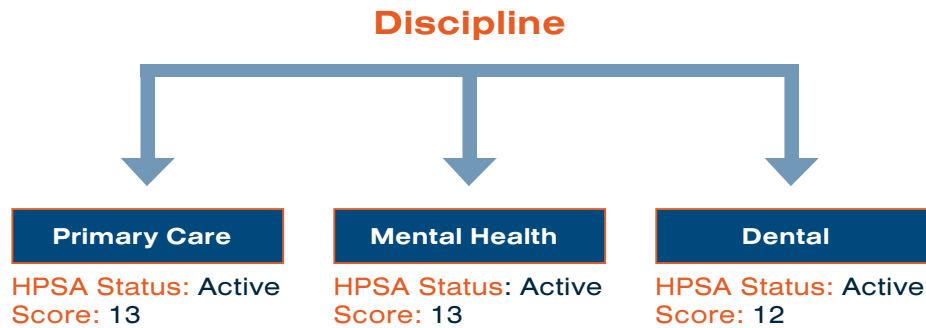 Discipline
Primary Care
HPSA Status: Active
Score: 13
Mental Health
HPSA Status: Active
Score: 13
Dental
HPSA Status: Active
Score: 12